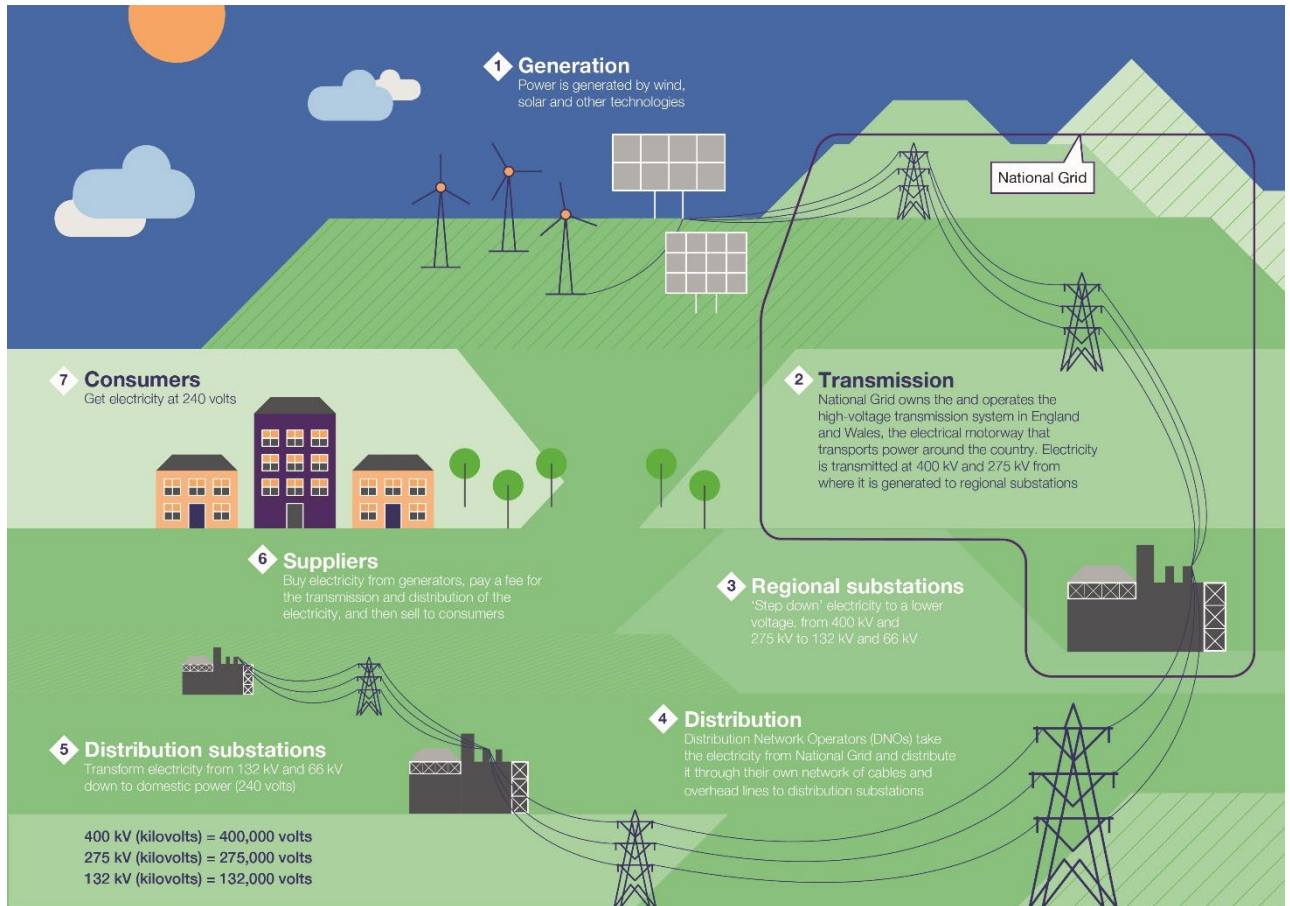 1 Generation
Power is generated by wind,
solar and other technologies
National Grid
2 Transmission
National Grid owns the and operates the
high-voltage transmission system in England
and Wales, the electrical motorway that
transports power around the country. Electricity
is transmitted at 400 kV and 275 kV from
where it is generated to regional substations
3 Regional substations
‘Step down’ electricity to a lower
voltage, from 400 kV and
275 kV to 132 kV and 66 kV
4 Distribution
Distribution Network Operators (DNOs) take
the electricity from National Grid and distribute
it through their own network of cables and
overhead lines to distribution substations
5 Distribution substations
Transform electricity from 132 kV and 66 kV
down to domestic power (240 volts)
400 kV (kilovolts) = 400,000 volts
275 kV (kilovolts) = 275,000 volts
132 kV (kilovolts) = 132,000 volts
6 Suppliers
Buy electricity from generators, pay a fee for
the transmission and distribution of the
electricity, and then sell to consumers
7 Consumers
Get electricity at 240 volts